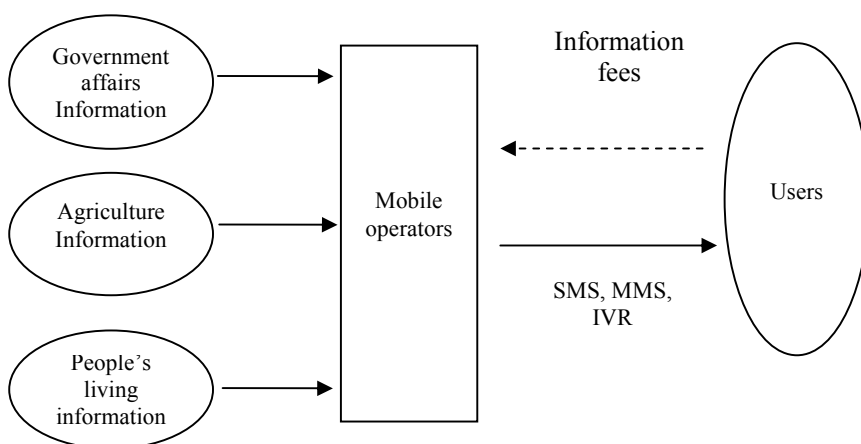 Government
affairs
Information
Agriculture
Information
People's
living
information
Mobile
operators
Information
fees
SMS, MMS,
IVR
Users